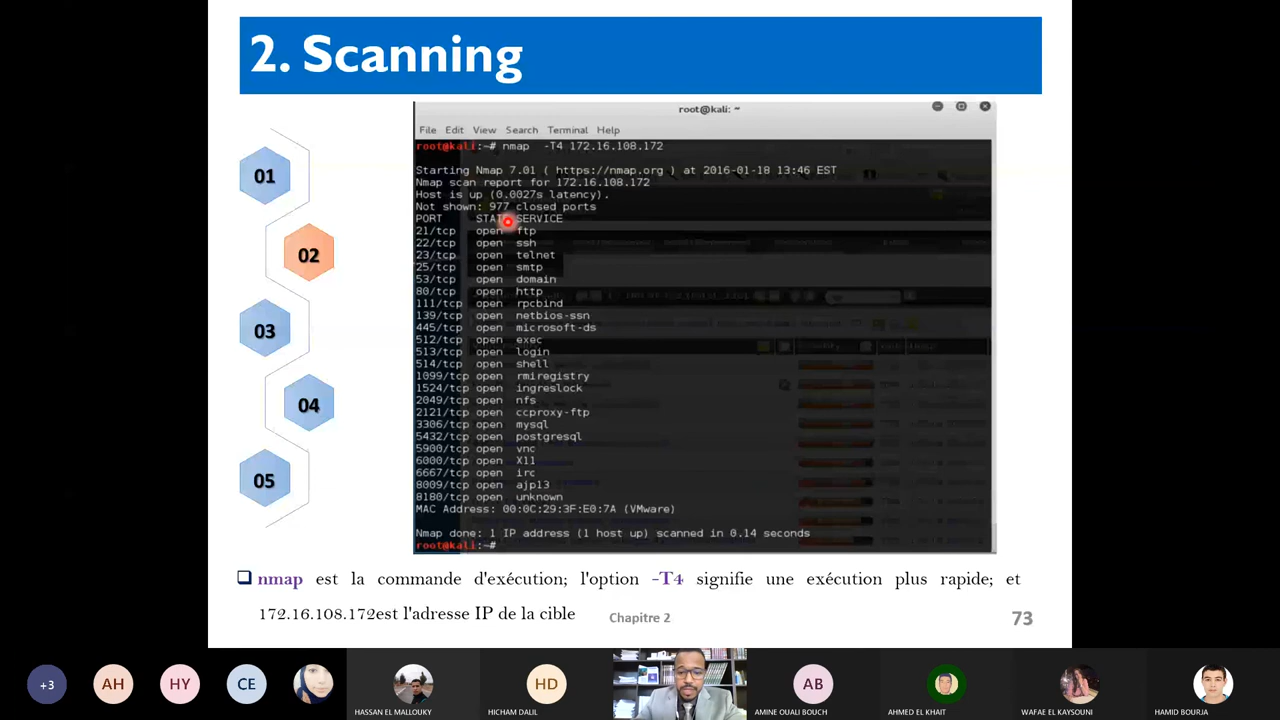 2. Scanning
01
02
03
04
05
root@kali: ~
File Edit View Search Terminal Help
root@kali:~# nmap -T4 172.16.108.172
Starting Nmap 7.01 ( https://nmap.org ) at 2016-01-18 13:46 EST
Nmap scan report for 172.16.108.172
Host is up (0.0027s latency).
Not shown: 977 closed ports
PORT STAT SERVICE
21/tcp open ftp
22/tcp open ssh
23/tcp open telnet
25/tcp open smtp
53/tcp open domain
80/tcp open http
111/tcp open rpcbind
139/tcp open netbios-ssn
445/tcp open microsoft-ds
512/tcp open exec
513/tcp open login
514/tcp open shell
1099/tcp open rmiregistry
1524/tcp open ingreslock
2049/tcp open nfs
2121/tcp open ccproxy-ftp
3306/tcp open mysql
5432/tcp open postgresql
5900/tcp open vnc
6000/tcp open X11
6667/tcp open irc
8009/tcp open ajp13
8180/tcp open unknown
MAC Address: 00:0C:29:3F:E0:7A (VMware)
Nmap done: 1 IP address (1 host up) scanned in 0.14 seconds
root@kali:~#
nmap est la commande d'exécution; l'option -T4 signifie une exécution plus rapide; et
172.16.108.172est l'adresse IP de la cible
Chapitre 2
73
+3
AH
HY
CE
HASSAN EL MALLOUKY
HD
HICHAM DALIL
AB
AMINE OUALI BOUCH
AHMED EL KHAIT
WAFAE EL KAYSOUNI
HAMID BOURJA